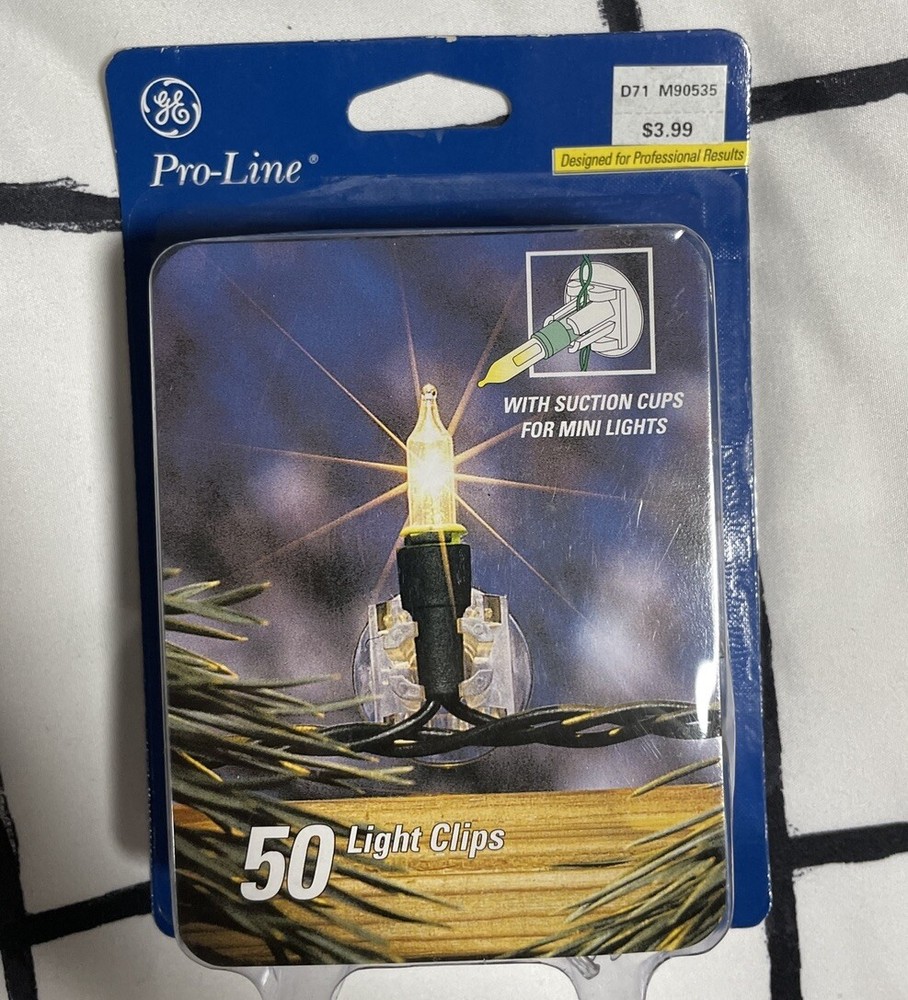 GE
D71 M90535
$3.99
Pro-Line®
Designed for Professional Results
WITH SUCTION CUPS
FOR MINI LIGHTS
50 Light Clips